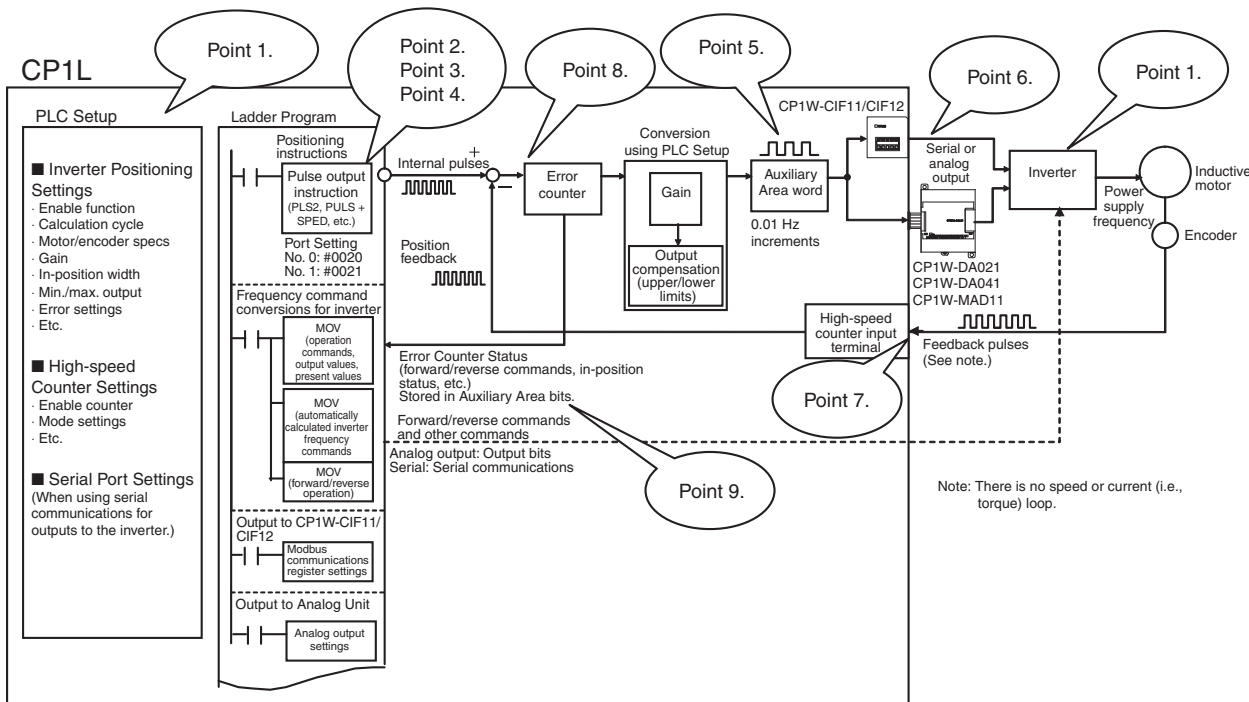 CP1L
Point 1.
Point 2.
Point 3.
Point 4.
Point 8.
Point 5.
Point 6.
Point 1.
PLC Setup
■ Inverter Positioning
Settings
· Enable function
· Calculation cycle
· Motor/encoder specs
· Gain
· In-position width
· Min./max. output
· Error settings
· Etc.
■ High-speed
Counter Settings
· Enable counter
· Mode settings
· Etc.
■ Serial Port Settings
(When using serial
communications for
outputs to the inverter.)
Ladder Program
Positioning
instructions
Pulse output
instruction
(PLS2, PULS +
SPED, etc.)
Port Setting
No. 0: #0020
No. 1: #0021
Frequency command
conversions for inverter
MOV
(operation
commands,
output values,
present values
MOV
(automatically
calculated inverter
frequency
commands
MOV
(forward/reverse
operation)
Output to CP1W-CIF11/
CIF12
Modbus
communications
register settings
Output to Analog Unit
Analog output
settings
Internal pulses
+
−
Position
feedback
Error
counter
Conversion
using PLC Setup
Gain
Output
compensation
(upper/lower
limits)
Auxiliary
Area word
0.01 Hz
increments
CP1W-CIF11/CIF12
Serial or
analog
output
CP1W-DA021
CP1W-DA041
CP1W-MAD11
Inverter
Power
supply
frequency
Inductive
motor
Encoder
High-speed
counter input
terminal
Feedback pulses
(See note.)
Point 7.
Error Counter Status
(forward/reverse commands, in-position
status, etc.)
Stored in Auxiliary Area bits.
Forward/reverse commands
and other commands
Analog output: Output bits
Serial: Serial communications
Point 9.
Note: There is no speed or current (i.e.,
torque) loop.